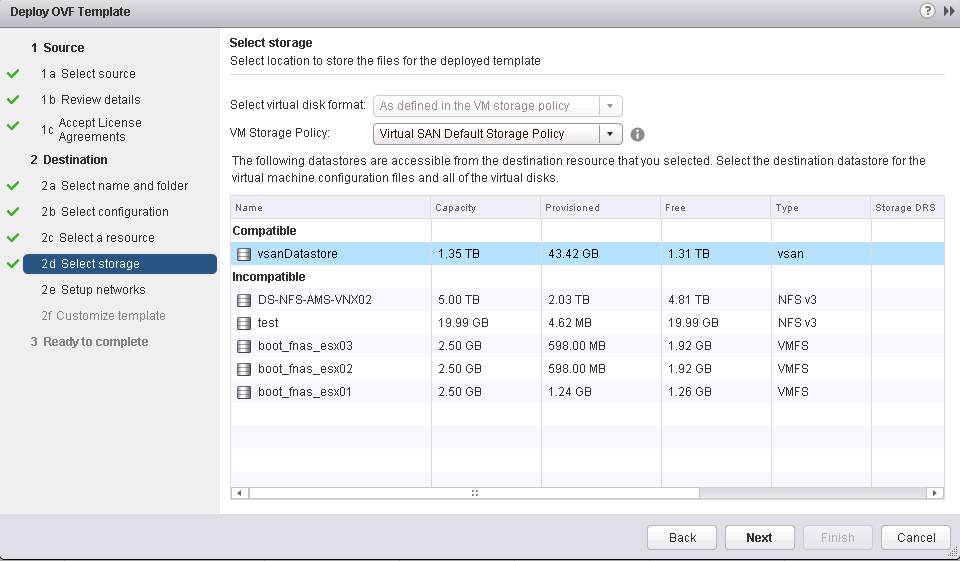 Deploy OVF Template
1 Source
1a Select source
1b Review details
1c Accept License
Agreements
2 Destination
2a Select name and folder
2b Select configuration
2c Select a resource
2d Select storage
2e Setup networks
2f Customize template
3 Ready to complete
Select storage
Select location to store the files for the deployed template
Select virtual disk format: As defined in the VM storage policy
VM Storage Policy: Virtual SAN Default Storage Policy
The following datastores are accessible from the destination resource that you selected. Select the destination datastore for the
virtual machine configuration files and all of the virtual disks.
Name Capacity Provisioned Free Type Storage DRS
Compatible
vsanDatastore 1.35 TB 43.42 GB 1.31 TB vsan
Incompatible
DS-NFS-AMS-VNX02 5.00 TB 2.03 TB 4.81 TB NFS v3
test 19.99 GB 4.62 MB 19.99 GB NFS v3
boot_fnas_esx03 2.50 GB 598.00 MB 1.92 GB VMFS
boot_fnas_esx02 2.50 GB 598.00 MB 1.92 GB VMFS
boot_fnas_esx01 2.50 GB 1.24 GB 1.26 GB VMFS
Back Next Finish Cancel